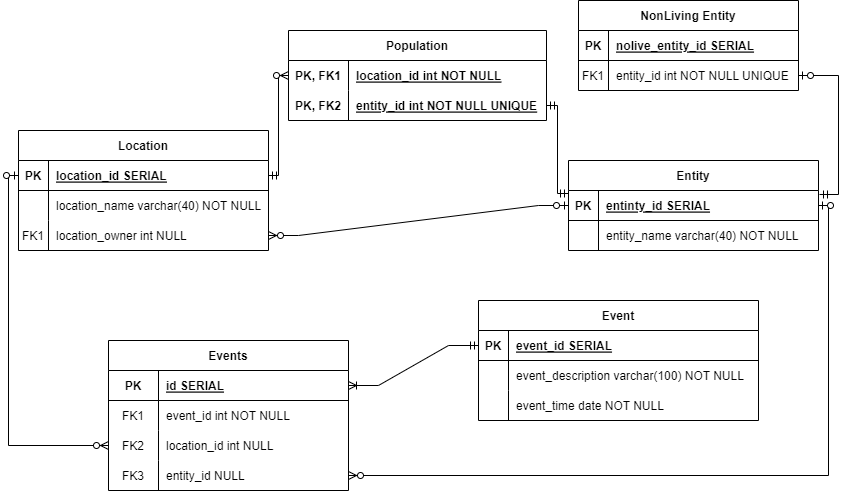 NonLiving Entity
PK nolive_entity_id SERIAL
FK1 entity_id int NOT NULL UNIQUE
Population
PK, FK1 location_id int NOT NULL
PK, FK2 entity_id int NOT NULL UNIQUE
Location
PK location_id SERIAL
location_name varchar(40) NOT NULL
FK1 location_owner int NULL
Entity
PK entinty_id SERIAL
entity_name varchar(40) NOT NULL
Event
PK event_id SERIAL
event_description varchar(100) NOT NULL
event_time date NOT NULL
Events
PK id SERIAL
FK1 event_id int NOT NULL
FK2 location_id int NULL
FK3 entity_id NULL